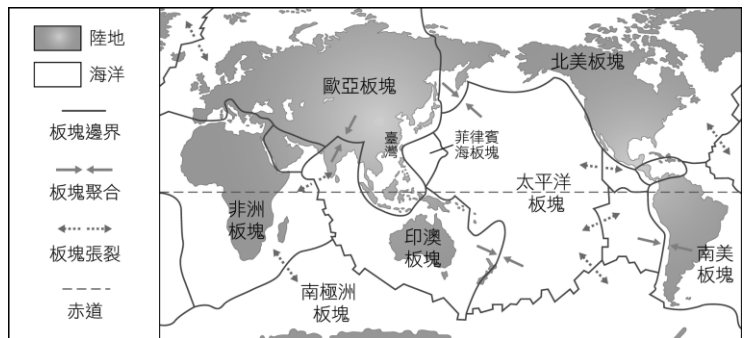 陸地
海洋
板塊邊界
板塊聚合
板塊張裂
赤道
歐亞板塊
北美板塊
臺灣
菲律賓
海板塊
太平洋
板塊
非洲
板塊
印澳
板塊
南美
板塊
南極洲
板塊